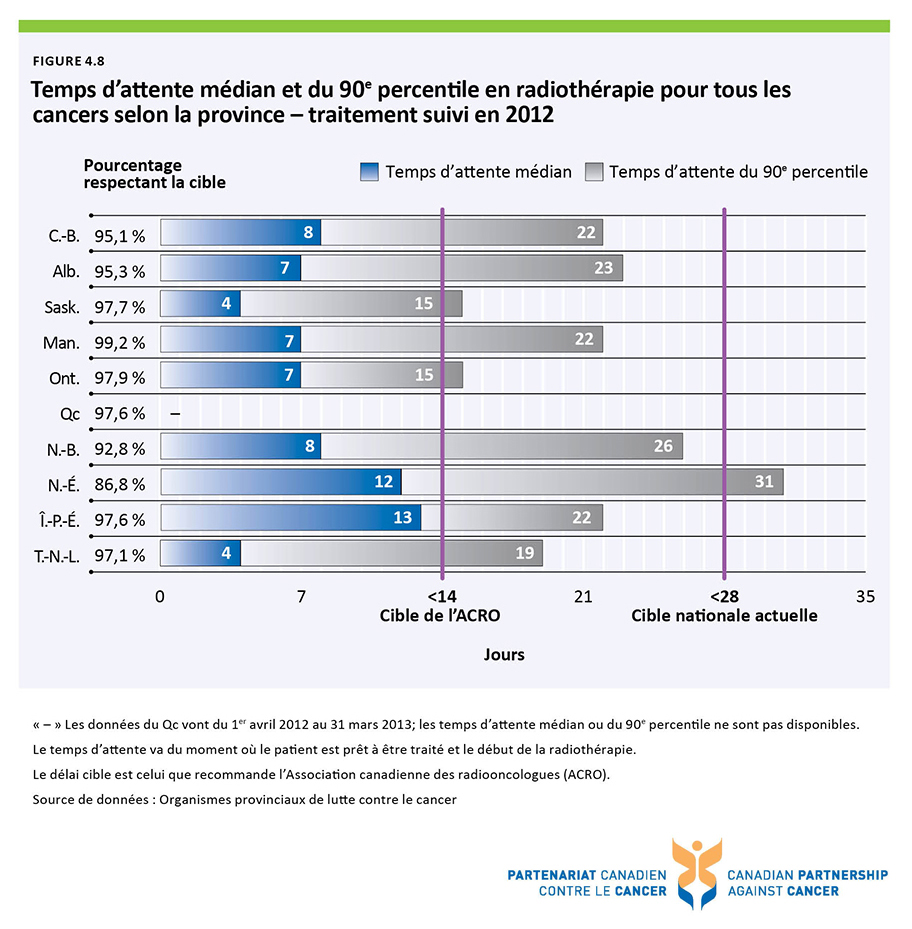 FIGURE 4.8
Temps d’attente médian et du 90e percentile en radiothérapie pour tous les
cancers selon la province – traitement suivi en 2012
Pourcentage
respectant la cible
Temps d’attente médian
Temps d’attente du 90e percentile
C.-B. 95,1 % 8 22
Alb. 95,3 % 7 23
Sask. 97,7 % 4 15
Man. 99,2 % 7 22
Ont. 97,9 % 7 15
Qc 97,6 % –
N.-B. 92,8 % 8 26
N.-É. 86,8 % 12 31
Î.-P.-É. 97,6 % 13 22
T.-N.-L. 97,1 % 4 19
0 7 <14 21 <28 35
Cible de l’ACRO Cible nationale actuelle
Jours
« – » Les données du Qc vont du 1er avril 2012 au 31 mars 2013; les temps d’attente médian ou du 90e percentile ne sont pas disponibles.
Le temps d’attente va du moment où le patient est prêt à être traité et le début de la radiothérapie.
Le délai cible est celui que recommande l’Association canadienne des radiooncologues (ACRO).
Source de données : Organismes provinciaux de lutte contre le cancer
PARTENARIAT CANADIEN
CONTRE LE CANCER
CANADIAN PARTNERSHIP
AGAINST CANCER